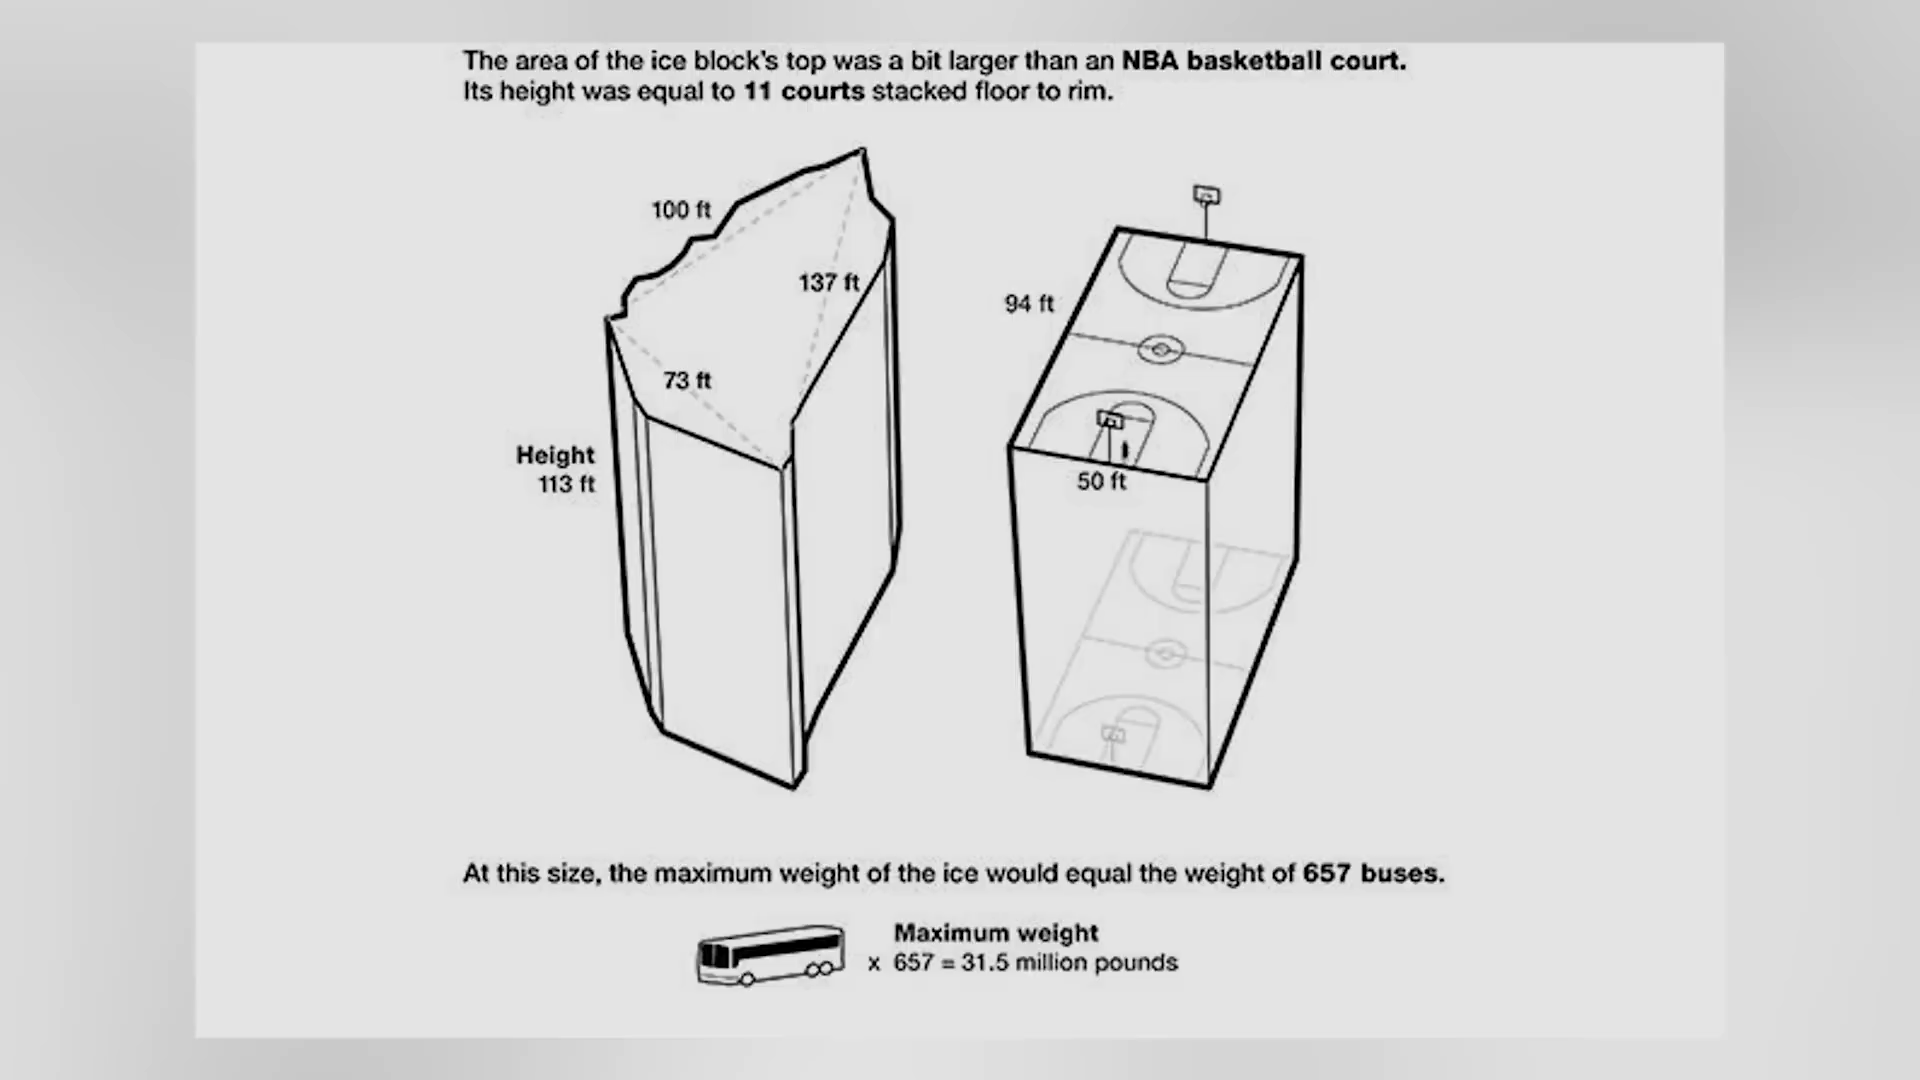 The area of the ice block's top was a bit larger than an NBA basketball court.
Its height was equal to 11 courts stacked floor to rim.
100 ft
137 ft
94 ft
73 ft
Height
113 ft
50 ft
At this size, the maximum weight of the ice would equal the weight of 657 buses.
Maximum weight
x 657 = 31.5 million pounds